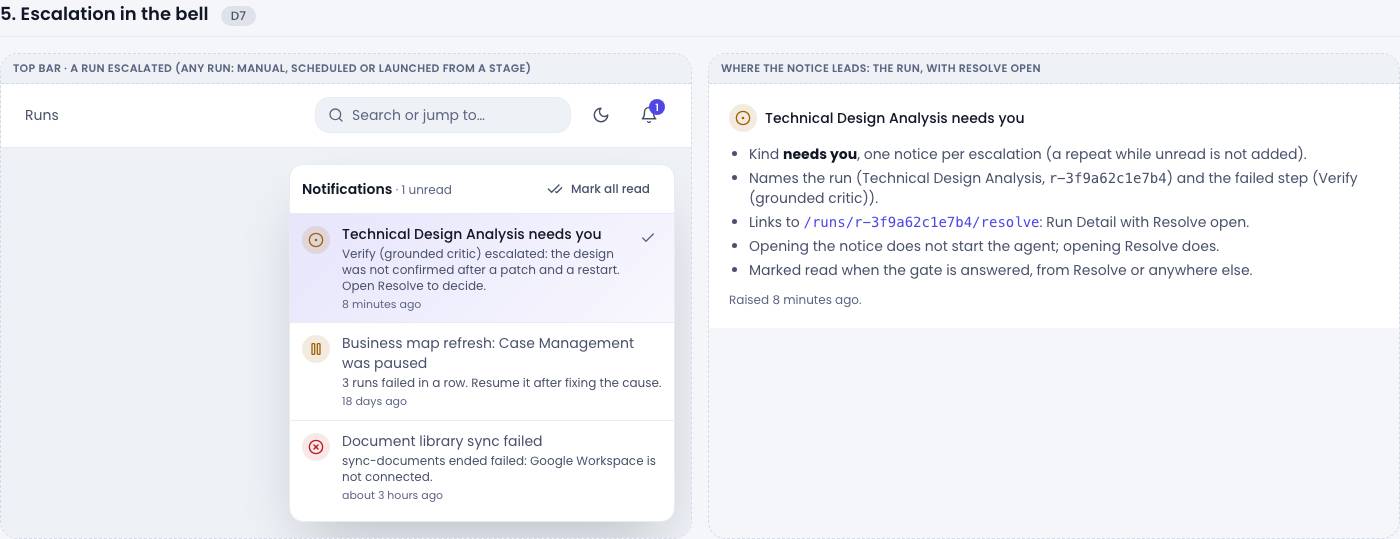 5. Escalation in the bell
D7
TOP BAR · A RUN ESCALATED (ANY RUN: MANUAL, SCHEDULED OR LAUNCHED FROM A STAGE)
Runs
Search or jump to…
1
Notifications · 1 unread
Mark all read
Technical Design Analysis needs you
Verify (grounded critic) escalated: the design
was not confirmed after a patch and a restart.
Open Resolve to decide.
8 minutes ago
Business map refresh: Case Management
was paused
3 runs failed in a row. Resume it after fixing the cause.
18 days ago
Document library sync failed
sync-documents ended failed: Google Workspace is
not connected.
about 3 hours ago
WHERE THE NOTICE LEADS: THE RUN, WITH RESOLVE OPEN
Technical Design Analysis needs you
• Kind needs you, one notice per escalation (a repeat while unread is not added).
• Names the run (Technical Design Analysis, r-3f9a62c1e7b4) and the failed step (Verify
(grounded critic)).
• Links to /runs/r-3f9a62c1e7b4/resolve: Run Detail with Resolve open.
• Opening the notice does not start the agent; opening Resolve does.
• Marked read when the gate is answered, from Resolve or anywhere else.
Raised 8 minutes ago.